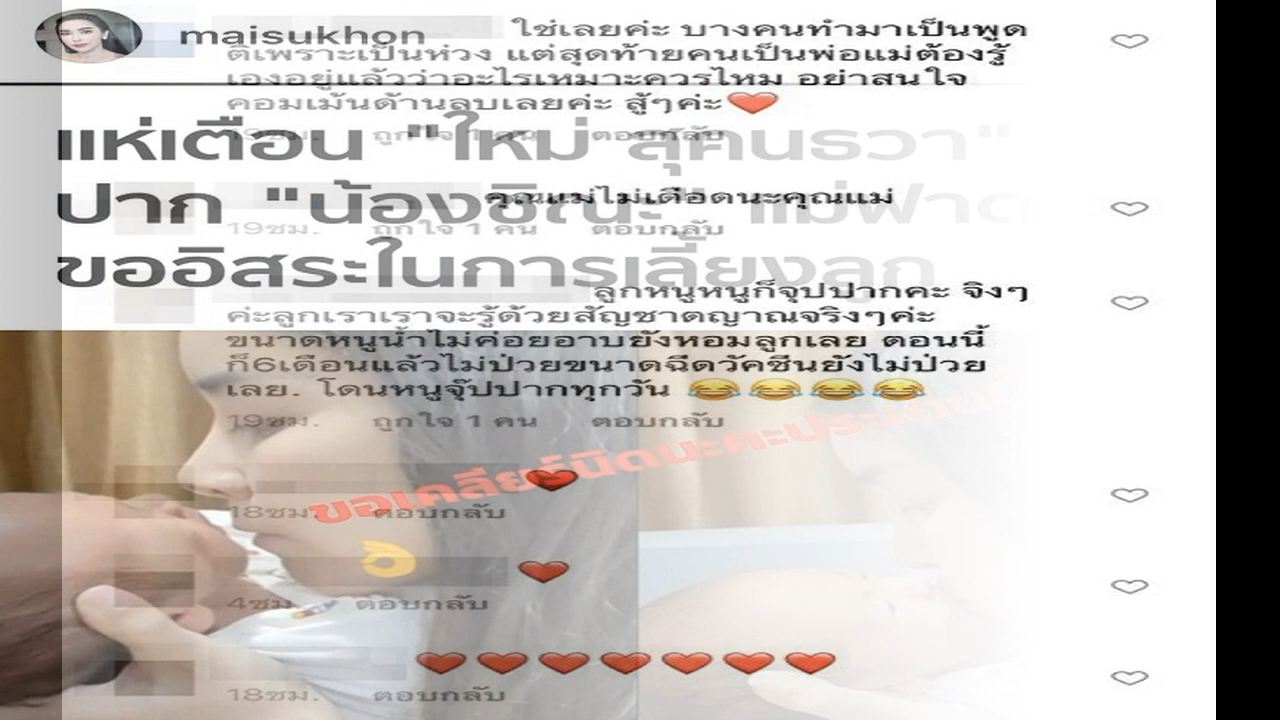 maisukhon
ใช่เลยค่ะ บางคนทำมาเป็นพูด
ติเพราะเป็นห่วง แต่สุดท้ายคนเป็นพ่อแม่ต้องรู้
เองอยู่แล้วว่าอะไรเหมาะควรไหม อย่าสนใจ
คอมเม้นด้านลบเลยค่ะ สู้ๆค่ะ❤️
ถูกใจ 1 คน ตอบกลับ
แห่เตือน "ใหม่ สุคนธวา"
ปาก "น้องชิณะ" แม่ฟาด
ขออิสระในการเลี้ยงลูก
คุณแม่ไม่เดือดนะคุณแม่
19ชม. ถูกใจ 1 คน ตอบกลับ
ลูกหนูหนูก็จุปปากคะ จิงๆ
ค่ะลูกเราเราจะรู้ด้วยสัญชาดญาณจริงๆค่ะ
ขนาดหนูน้ำไม่ค่อยอาบยังหอมลูกเลย ตอนนี้
ก็6เดือนแล้วไม่ป่วยขนาดฉีดวัคซีนยังไม่ป่วย
เลย. โดนหนูจุ๊ปปากทุกวัน 😂😂😂😂
19ชม. ถูกใจ 1 คน ตอบกลับ
ขอเคลียร์นิดนะคะประเด็น
❤️
18ชม. ตอบกลับ
👌 ❤️
4ชม. ตอบกลับ
❤️❤️❤️❤️❤️❤️❤️
18ชม. ตอบกลับ